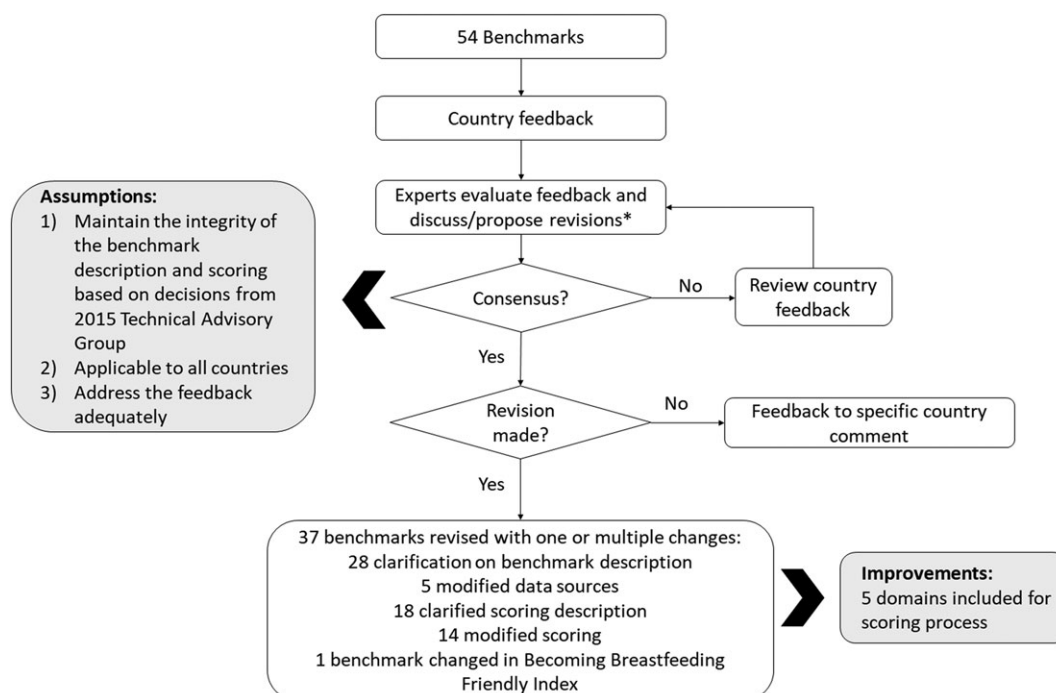 54 Benchmarks
Country feedback
Experts evaluate feedback and
discuss/propose revisions*
Assumptions:
1) Maintain the integrity of
the benchmark
description and scoring
based on decisions from
2015 Technical Advisory
Group
2) Applicable to all countries
3) Address the feedback
adequately
Consensus?
No
Review country
feedback
Yes
Revision
made?
No
Feedback to specific country
comment
Yes
37 benchmarks revised with one or multiple changes:
28 clarification on benchmark description
5 modified data sources
18 clarified scoring description
14 modified scoring
1 benchmark changed in Becoming Breastfeeding
Friendly Index
Improvements:
5 domains included for
scoring process